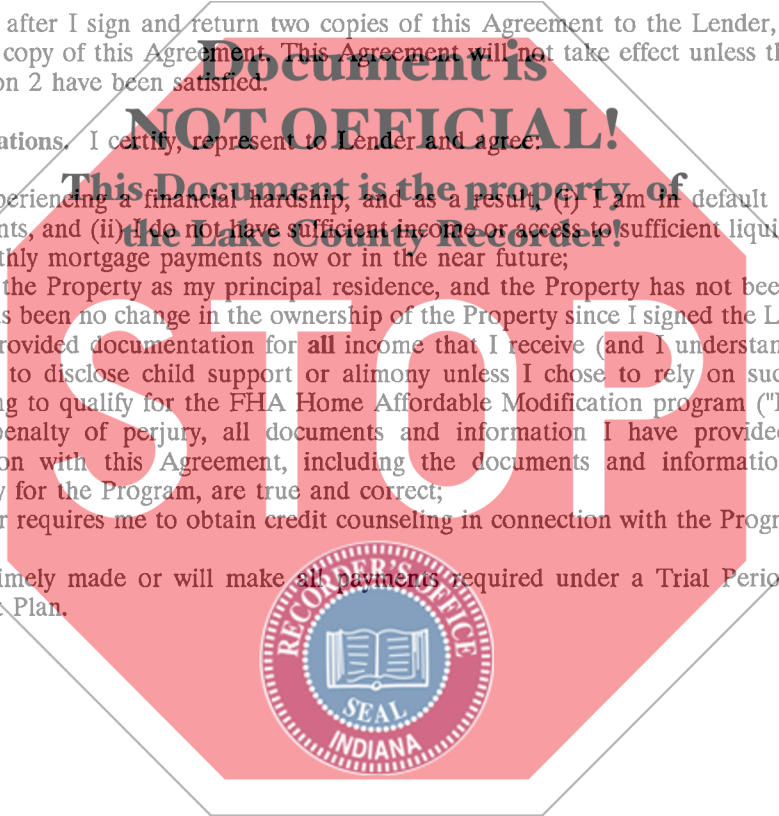 after I sign and return two copies of this Agreement to the Lender,
copy of this Agreement. This Agreement will not take effect unless th
on 2 have been satisfied.
Document is
NOT OFFICIAL!
This Document is the property of
the Lake County Recorder!
ations. I certify, represent to Lender and agree:
periencing a financial hardship, and as a result, (i) I am in default
nts, and (ii) I do not have sufficient income or access to sufficient liqui
thly mortgage payments now or in the near future;
the Property as my principal residence, and the Property has not bee
s been no change in the ownership of the Property since I signed the L
rovided documentation for all income that I receive (and I understan
to disclose child support or alimony unless I chose to rely on suc
ng to qualify for the FHA Home Affordable Modification program ("
penalty of perjury, all documents and information I have provided
on with this Agreement, including the documents and informatio
y for the Program, are true and correct;
r requires me to obtain credit counseling in connection with the Progr
imely made or will make all payments required under a Trial Perio
t Plan.
STOP
RECORDER'S OFFICE
SEAL
INDIANA